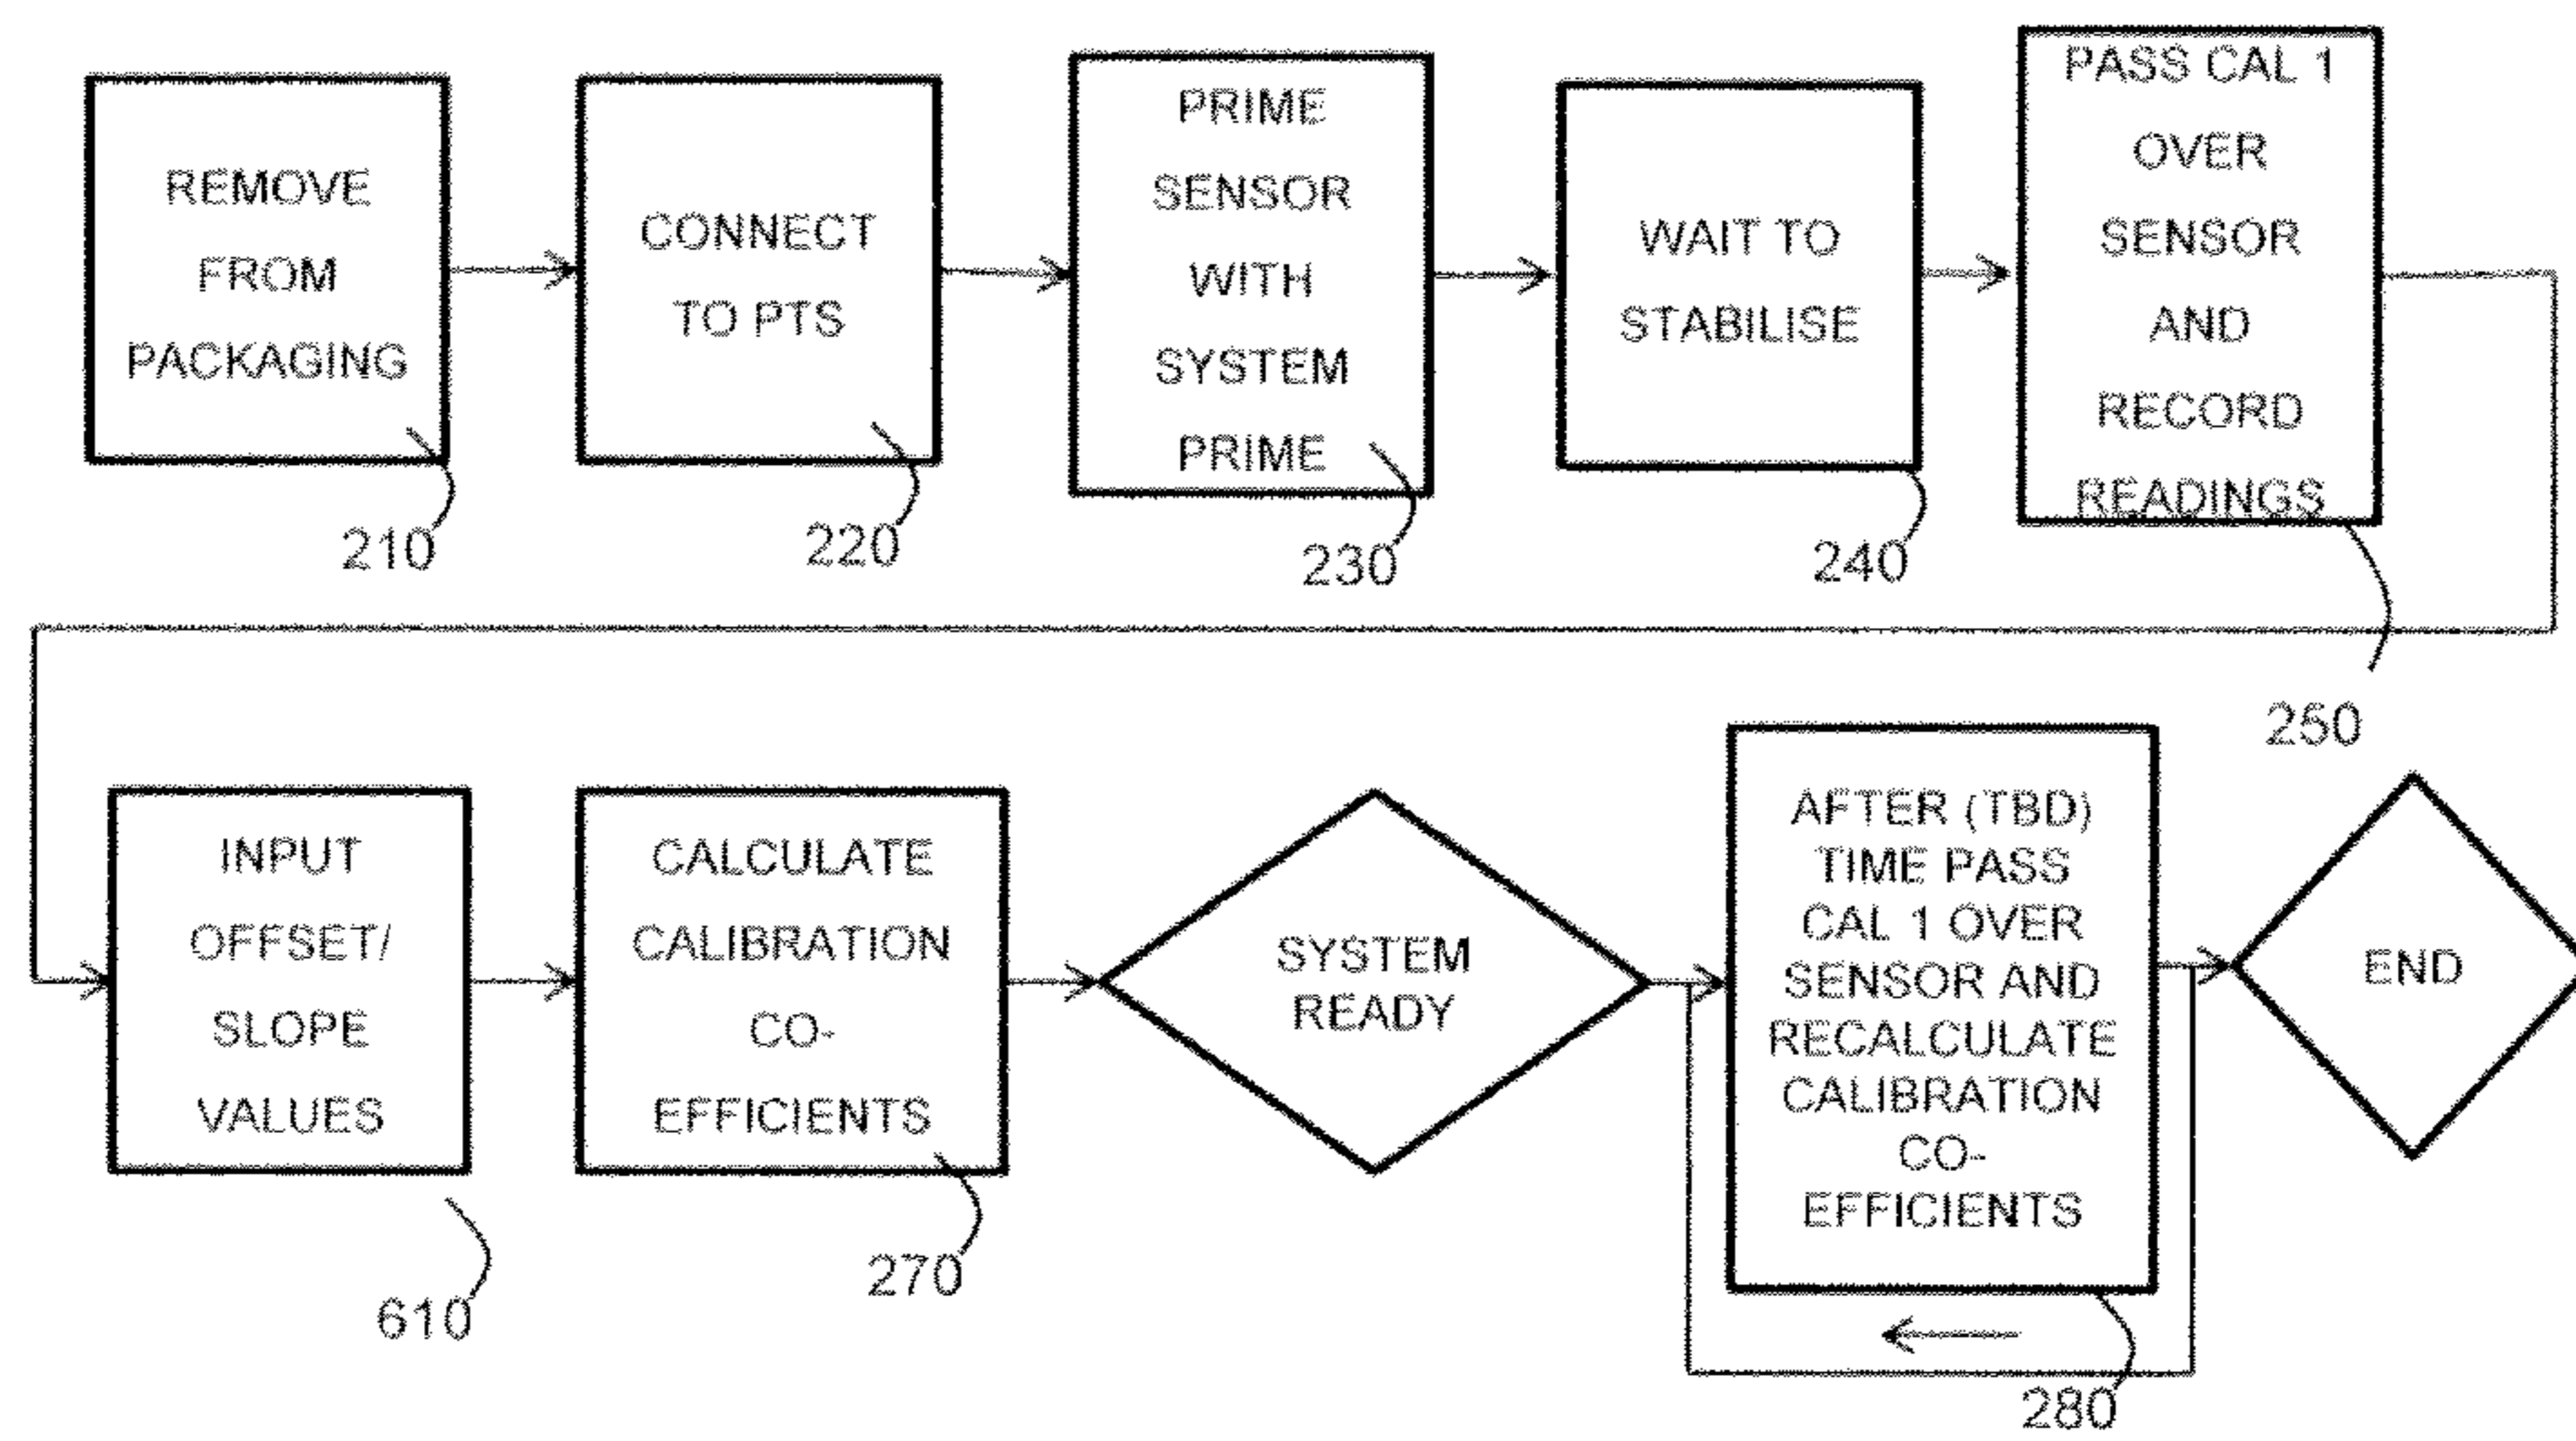 REMOVE
FROM
PACKAGING
210
CONNECT
TO PTS
220
PRIME
SENSOR
WITH
SYSTEM
PRIME
230
WAIT TO
STABILISE
240
PASS CAL 1
OVER
SENSOR
AND
RECORD
READINGS
250
INPUT
OFFSET/
SLOPE
VALUES
610
CALCULATE
CALIBRATION
CO-
EFFICIENTS
270
SYSTEM
READY
AFTER (TBD)
TIME PASS
CAL 1 OVER
SENSOR AND
RECALCULATE
CALIBRATION
CO-
EFFICIENTS
280
END